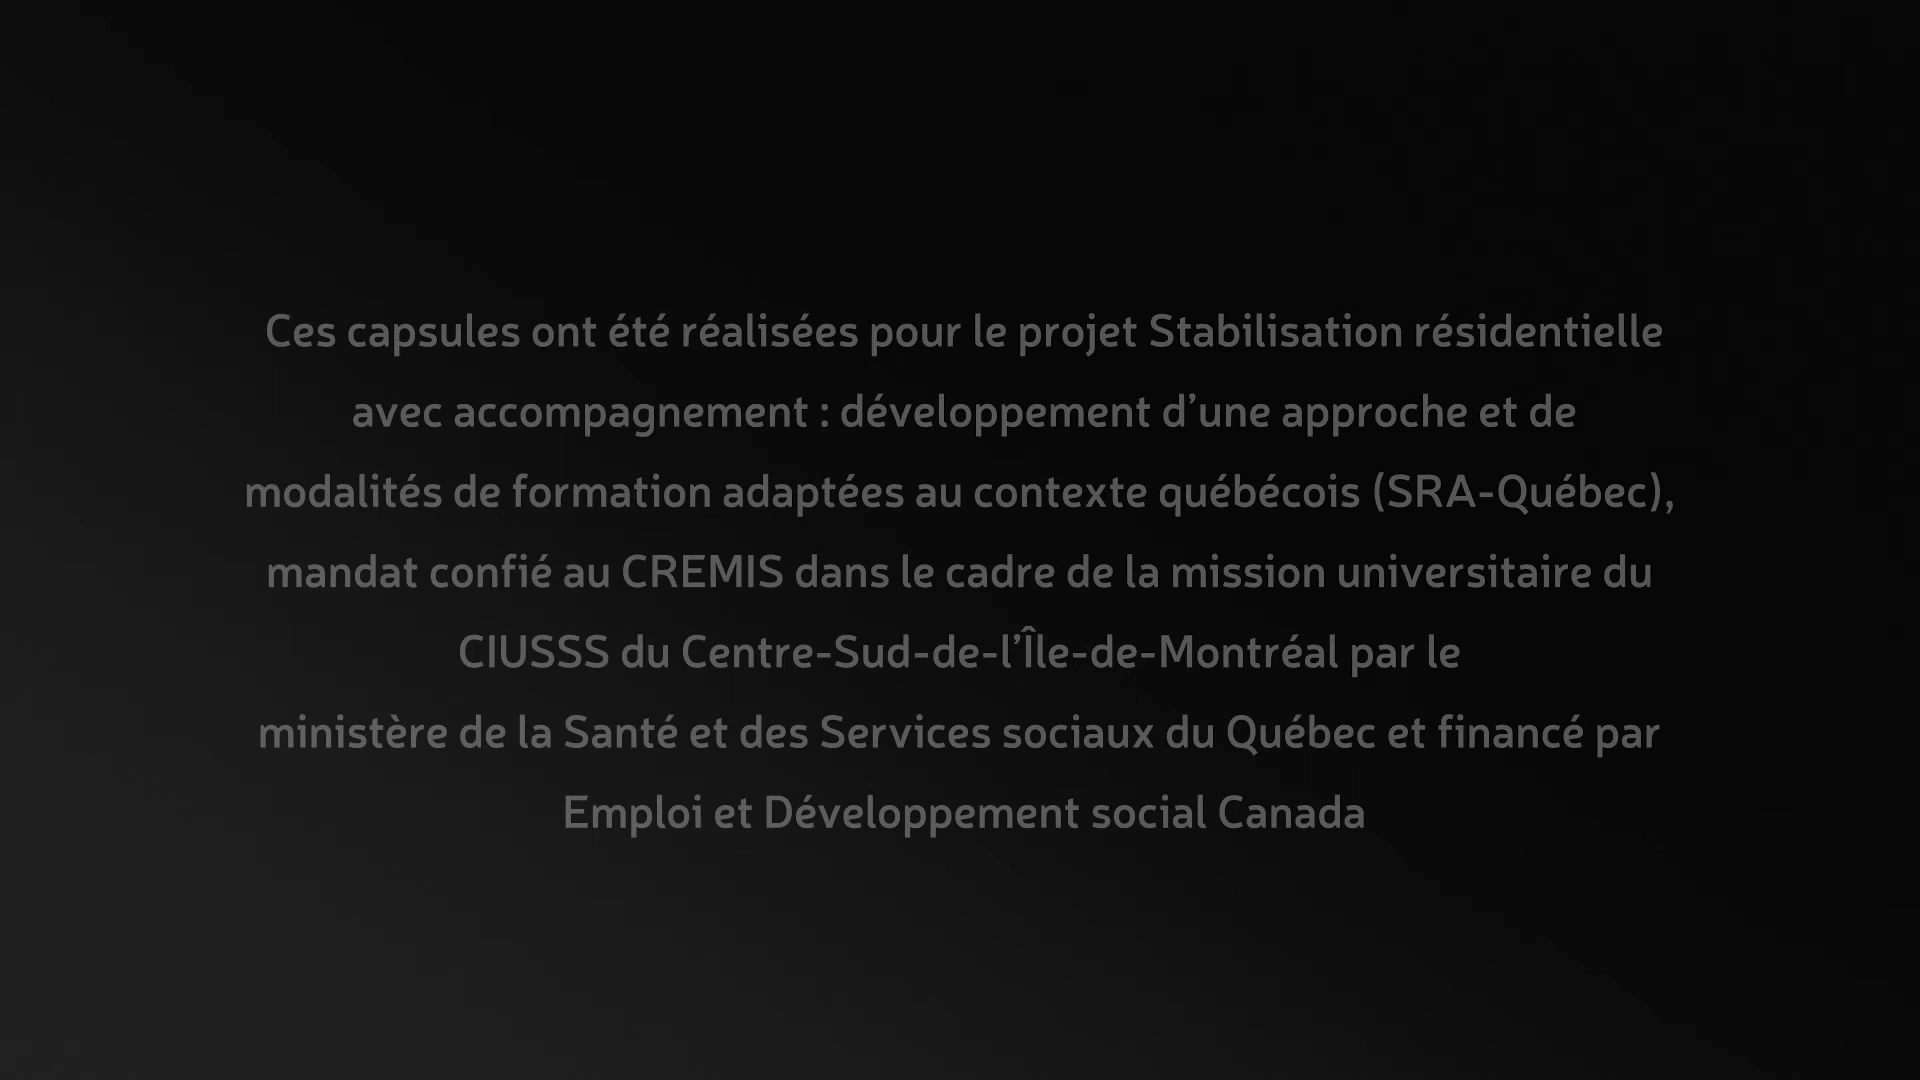 Ces capsules ont été réalisées pour le projet Stabilisation résidentielle
avec accompagnement : développement d’une approche et de
modalités de formation adaptées au contexte québécois (SRA-Québec),
mandat confié au CREMIS dans le cadre de la mission universitaire du
CIUSSS du Centre-Sud-de-l’Île-de-Montréal par le
ministère de la Santé et des Services sociaux du Québec et financé par
Emploi et Développement social Canada